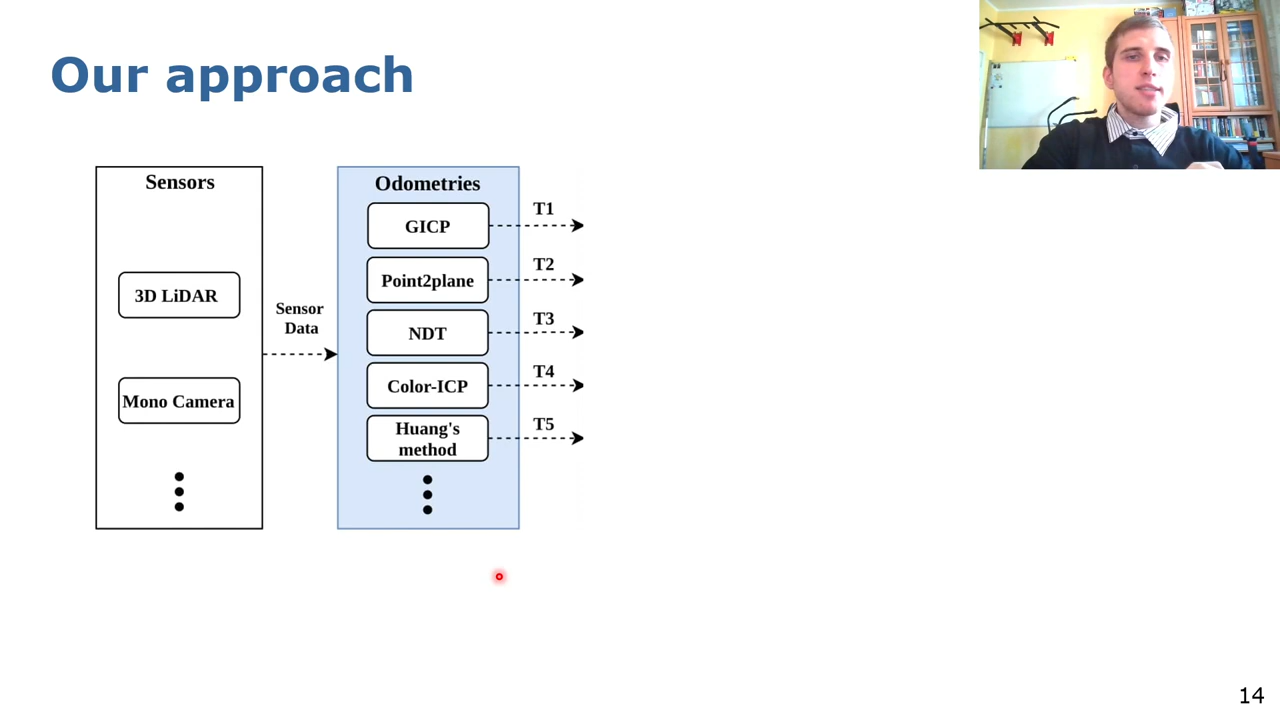 Our approach
Sensors
3D LiDAR
Mono Camera
Sensor
Data
Odometries
GICP
Point2plane
NDT
Color-ICP
Huang's
method
T1
T2
T3
T4
T5
14